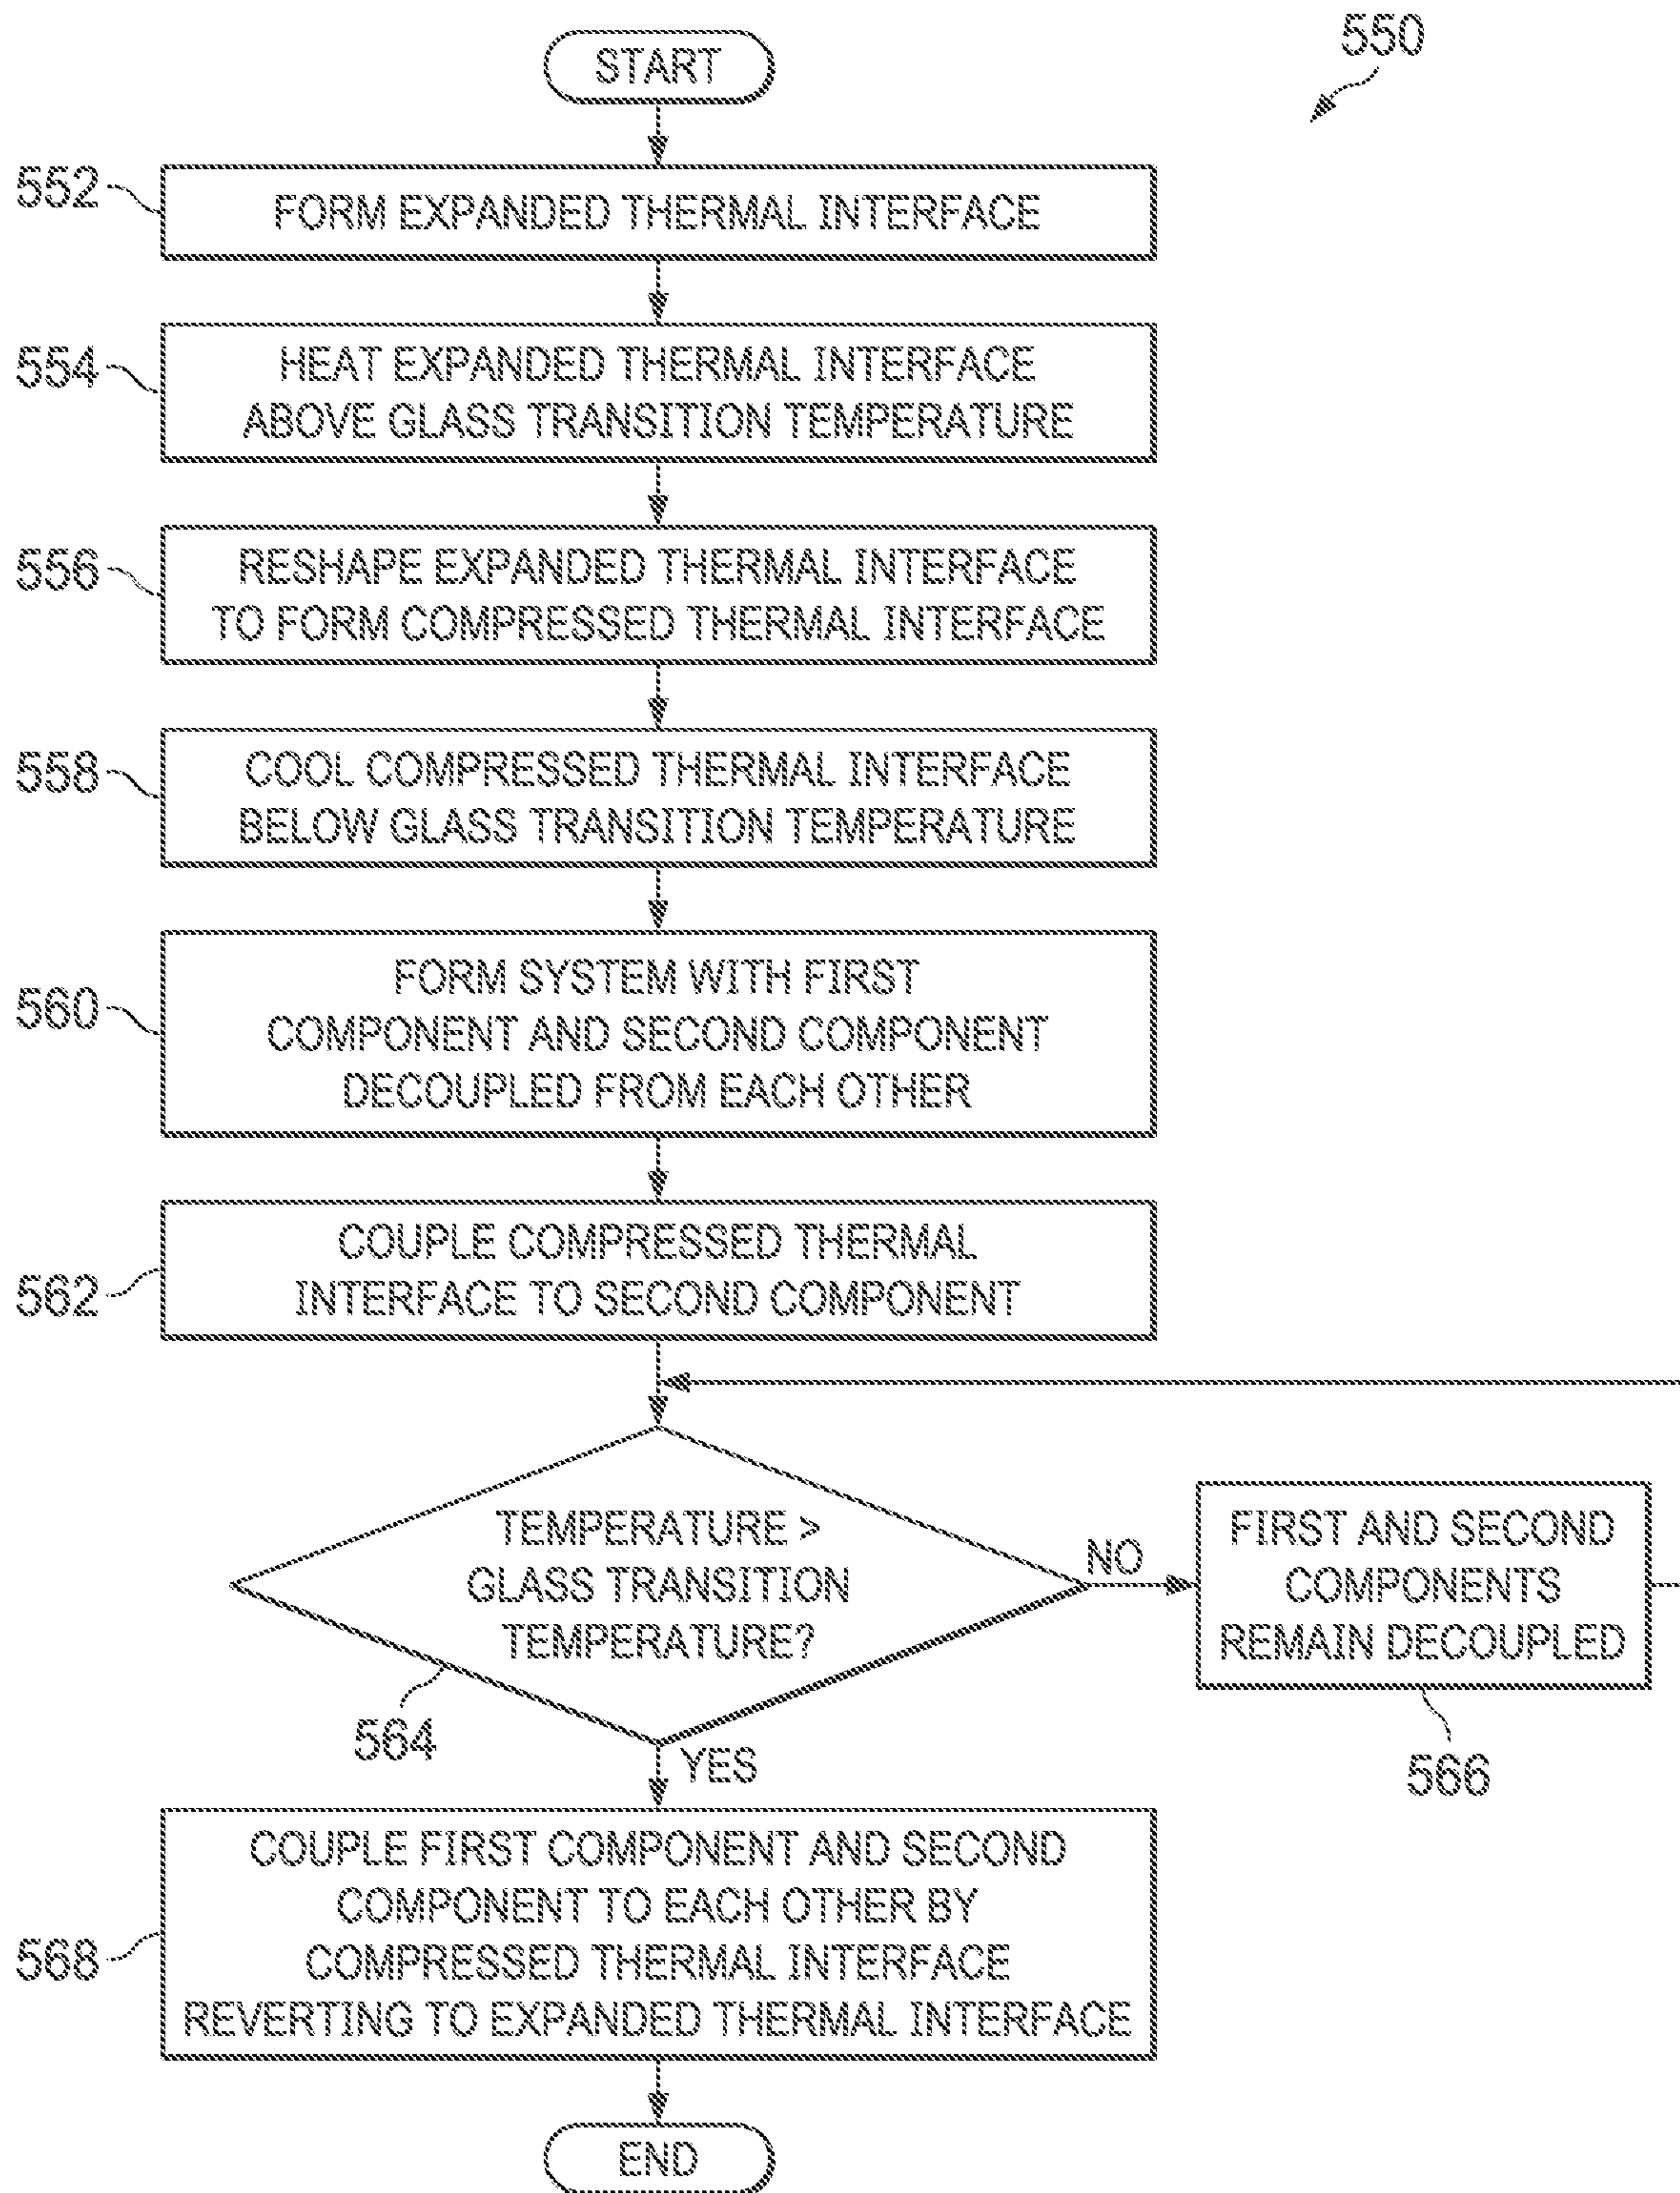 550
START
552
FORM EXPANDED THERMAL INTERFACE
554
HEAT EXPANDED THERMAL INTERFACE
ABOVE GLASS TRANSITION TEMPERATURE
556
RESHAPE EXPANDED THERMAL INTERFACE
TO FORM COMPRESSED THERMAL INTERFACE
558
COOL COMPRESSED THERMAL INTERFACE
BELOW GLASS TRANSITION TEMPERATURE
560
FORM SYSTEM WITH FIRST
COMPONENT AND SECOND COMPONENT
DECOUPLED FROM EACH OTHER
562
COUPLE COMPRESSED THERMAL
INTERFACE TO SECOND COMPONENT
TEMPERATURE >
GLASS TRANSITION
TEMPERATURE?
564
NO
FIRST AND SECOND
COMPONENTS
REMAIN DECOUPLED
566
YES
568
COUPLE FIRST COMPONENT AND SECOND
COMPONENT TO EACH OTHER BY
COMPRESSED THERMAL INTERFACE
REVERTING TO EXPANDED THERMAL INTERFACE
END